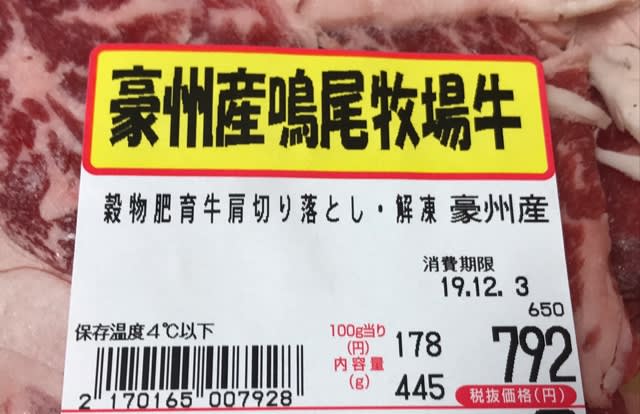 豪州産鳴尾牧場牛
穀物肥育牛肩切り落とし・解凍 豪州産
消費期限
19.12. 3
650
保存温度4℃以下
100g当り
(円)
178
792
内容量
(g)
445
税抜価格(円)
2 170165 007928